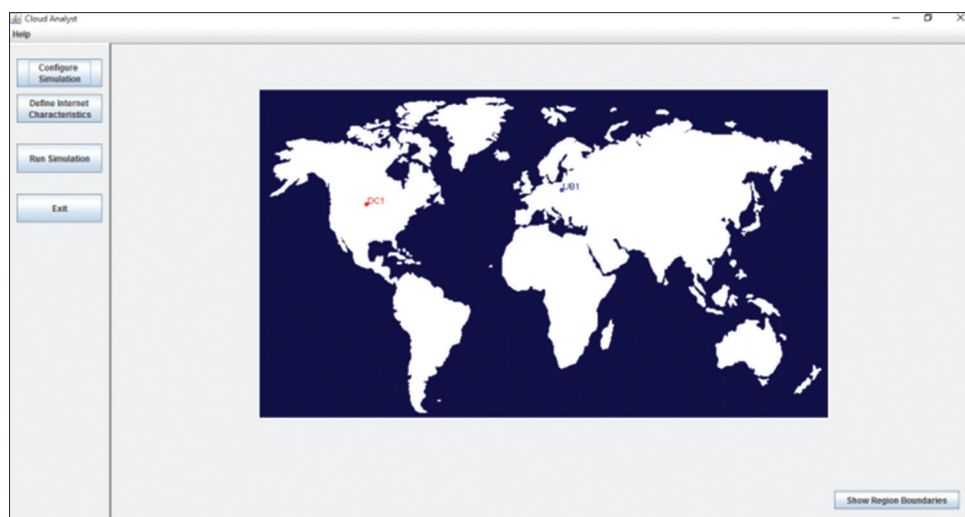 Cloud Analyst
Help
Configure
Simulation
Define Internet
Characteristics
Run Simulation
Exit
DC1
UB1
Show Region Boundaries